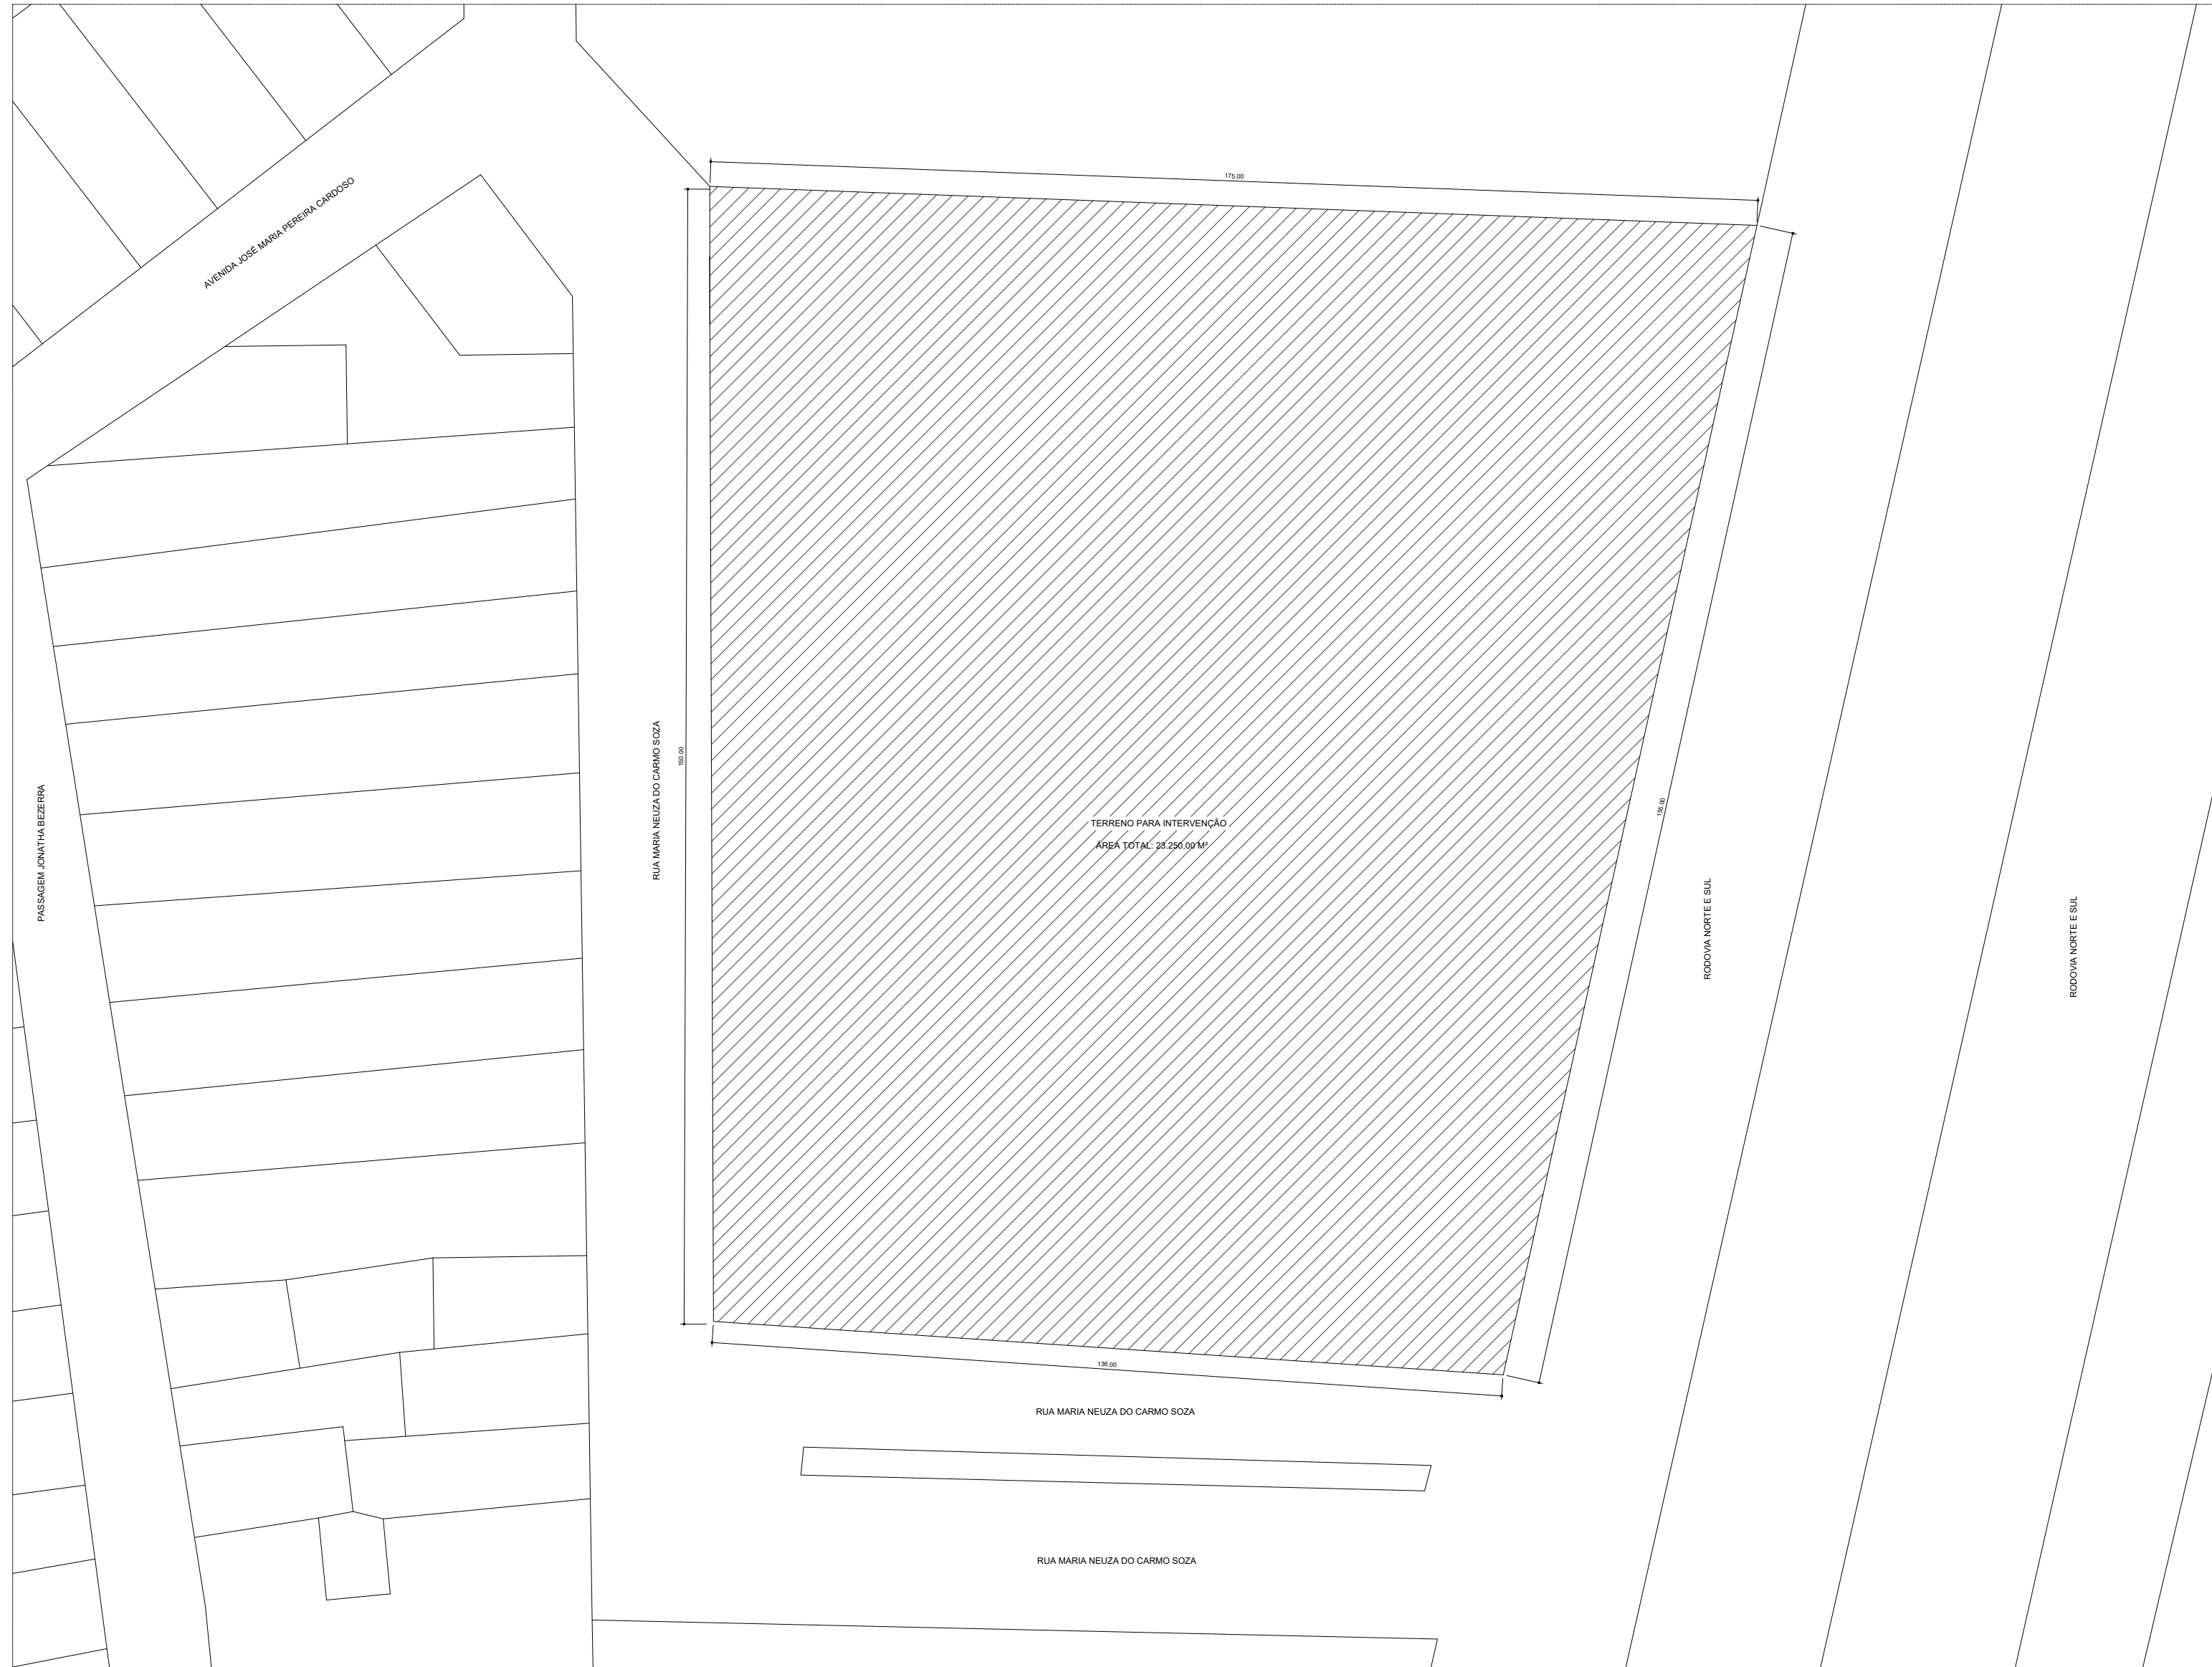 175.00
AVENIDA JOSÉ MARIA PEREIRA CARDOSO
RUA MARIA NEUZA DO CARMO SOZA
150.00
PASSAGEM JONATHA BEZERRA
TERRENO PARA INTERVENÇÃO
ÁREA TOTAL: 23.250,00 M²
155.00
RODOVIA NORTE E SUL
RODOVIA NORTE E SUL
136.00
RUA MARIA NEUZA DO CARMO SOZA
RUA MARIA NEUZA DO CARMO SOZA